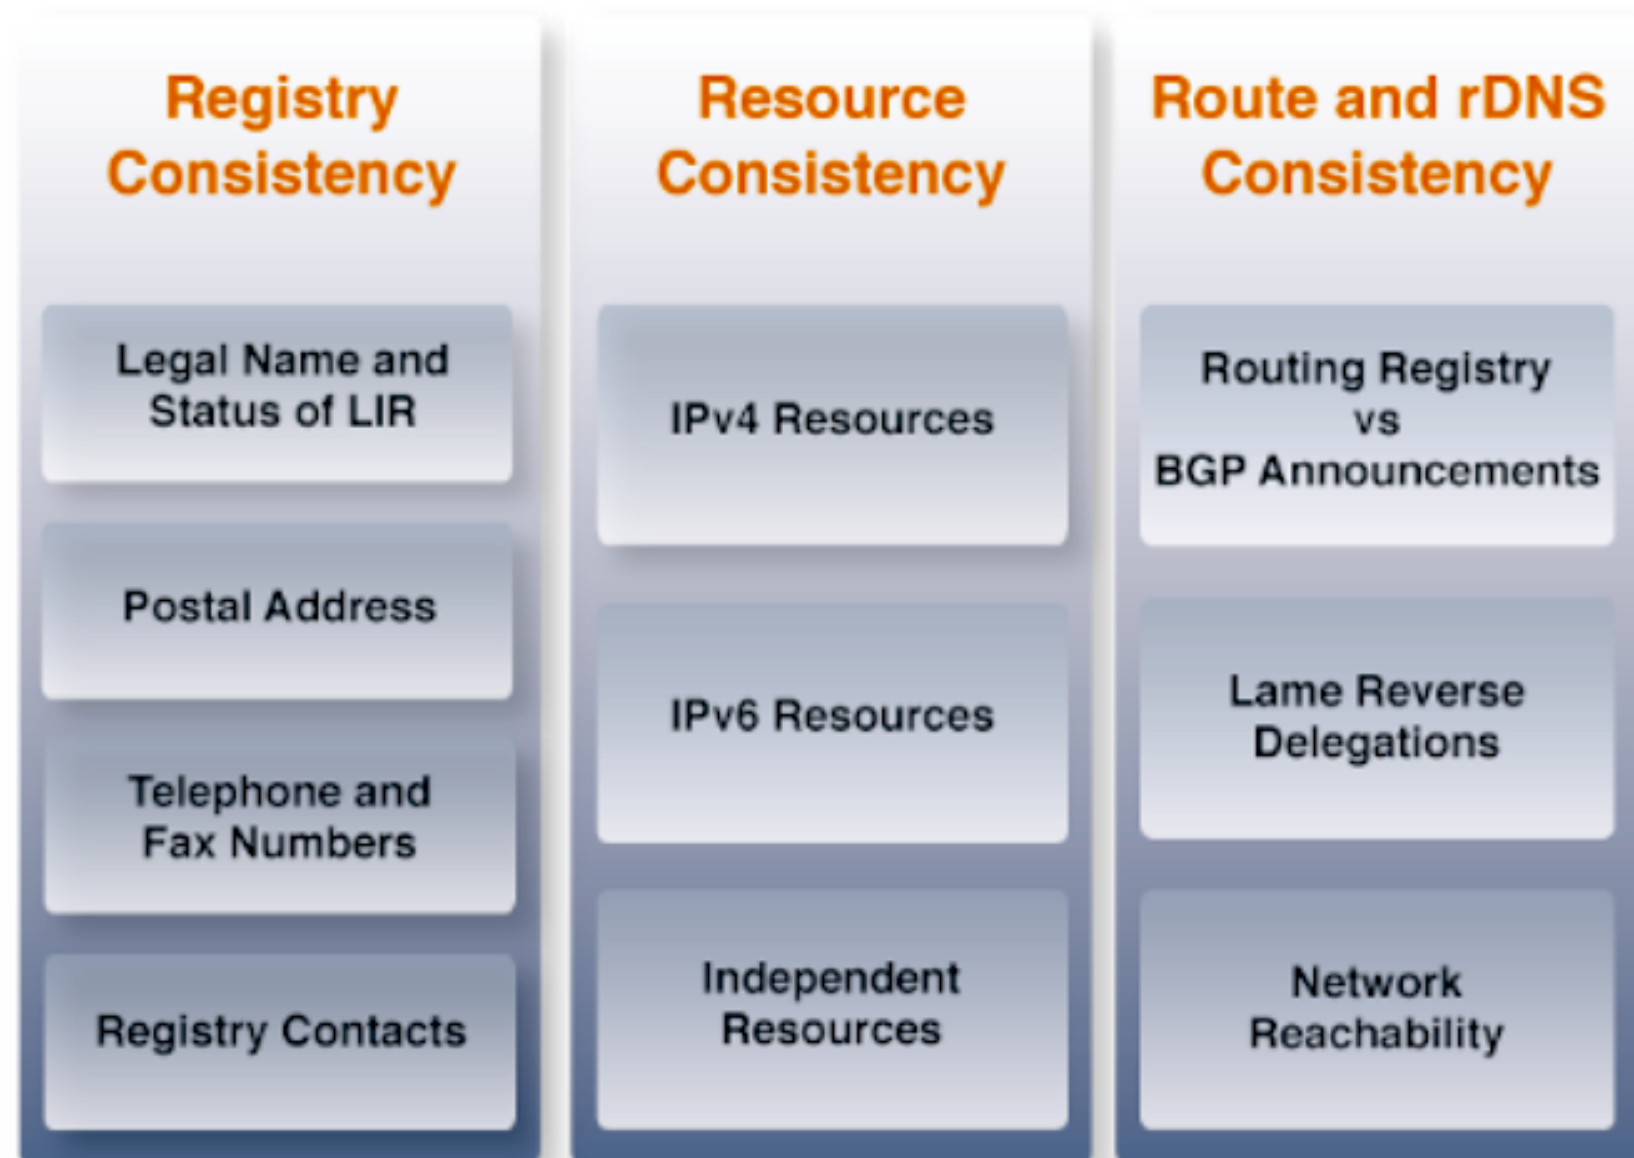 Registry
Consistency
Legal Name and
Status of LIR
Postal Address
Telephone and
Fax Numbers
Registry Contacts
Resource
Consistency
IPv4 Resources
IPv6 Resources
Independent
Resources
Route and rDNS
Consistency
Routing Registry
vs
BGP Announcements
Lame Reverse
Delegations
Network
Reachability